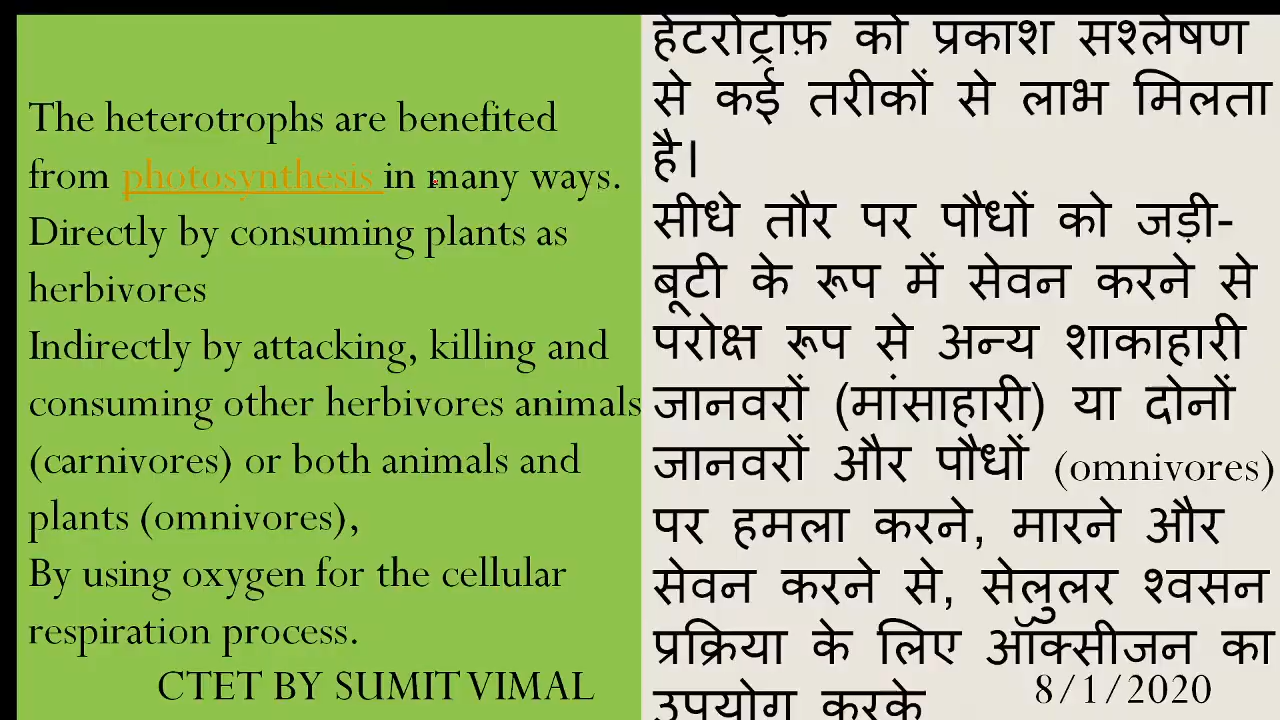 The heterotrophs are benefited
from photosynthesis in many ways.
Directly by consuming plants as
herbivores
Indirectly by attacking, killing and
consuming other herbivores animals
(carnivores) or both animals and
plants (omnivores),
By using oxygen for the cellular
respiration process.
CTET BY SUMIT VIMAL
हेटरोट्रॉफ़ को प्रकाश सश्लेषण
से कई तरीकों से लाभ मिलता
है।
सीधे तौर पर पौधों को जड़ी-
बूटी के रूप में सेवन करने से
परोक्ष रूप से अन्य शाकाहारी
जानवरों (मांसाहारी) या दोनों
जानवरों और पौधों (omnivores)
पर हमला करने, मारने और
सेवन करने से, सेलुलर श्वसन
प्रक्रिया के लिए ऑक्सीजन का
उपयोग करके
8/1/2020